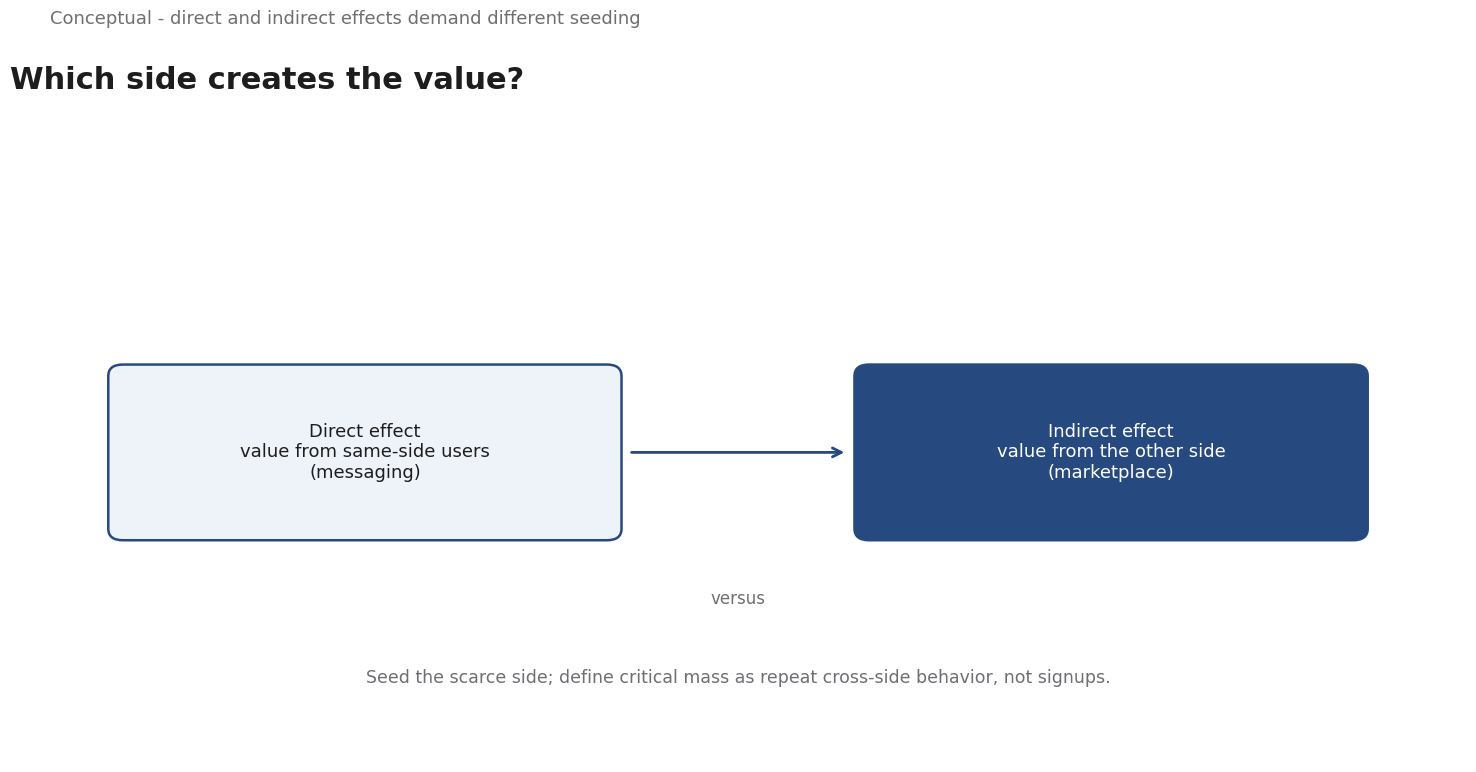 Conceptual - direct and indirect effects demand different seeding
Which side creates the value?
Direct effect
value from same-side users
(messaging)
Indirect effect
value from the other side
(marketplace)
versus
Seed the scarce side; define critical mass as repeat cross-side behavior, not signups.